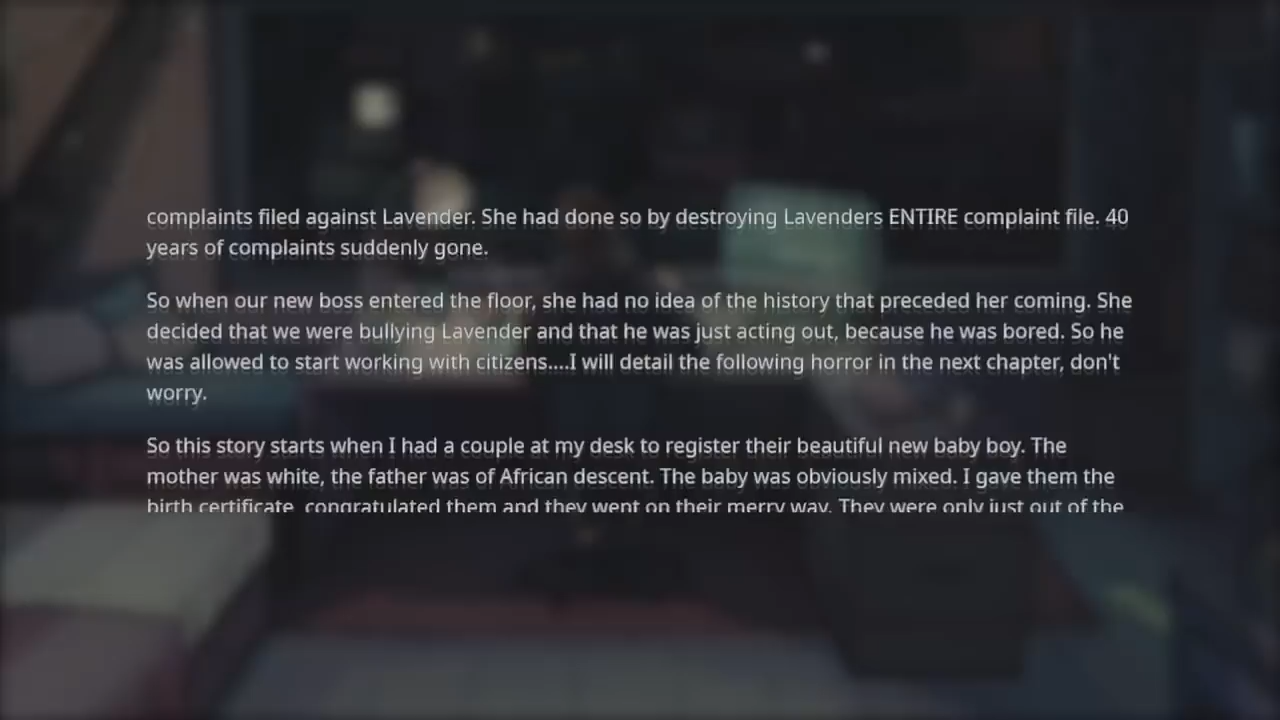 complaints filed against Lavender. She had done so by destroying Lavenders ENTIRE complaint file. 40
years of complaints suddenly gone.
So when our new boss entered the floor, she had no idea of the history that preceded her coming. She
decided that we were bullying Lavender and that he was just acting out, because he was bored. So he
was allowed to start working with citizens....I will detail the following horror in the next chapter, don't
worry.
So this story starts when I had a couple at my desk to register their beautiful new baby boy. The
mother was white, the father was of African descent. The baby was obviously mixed. I gave them the
birth certificate, congratulated them and they went on their merry way. They were only just out of the